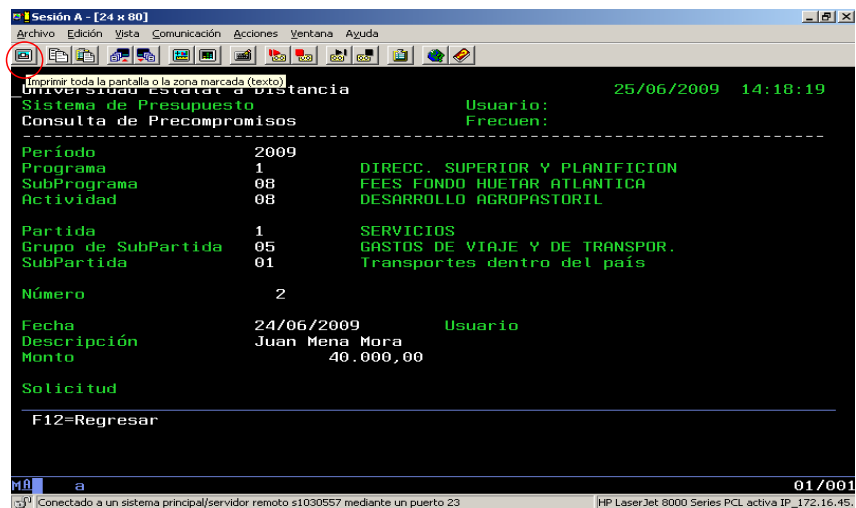 Sesión A - [24 x 80]
Archivo Edición Vista Comunicación Acciones Ventana Ayuda
Imprimir toda la pantalla o la zona marcada (texto)
Universidad Estatal a Distancia 25/06/2009 14:18:19
Sistema de Presupuesto Usuario:
Consulta de Precompromisos Frecuen:
Período 2009
Programa 1 DIRECC. SUPERIOR Y PLANIFICION
SubPrograma 08 FEES FONDO HUETAR ATLANTICA
Actividad 08 DESARROLLO AGROPASTORIL
Partida 1 SERVICIOS
Grupo de SubPartida 05 GASTOS DE VIAJE Y DE TRANSPOR.
SubPartida 01 Transportes dentro del país
Número 2
Fecha 24/06/2009 Usuario
Descripción Juan Mena Mora
Monto 40.000,00
Solicitud
F12=Regresar
MA a 01/001
Conectado a un sistema principal/servidor remoto s1030557 mediante un puerto 23 HP LaserJet 8000 Series PCL activa IP_172.16.45.